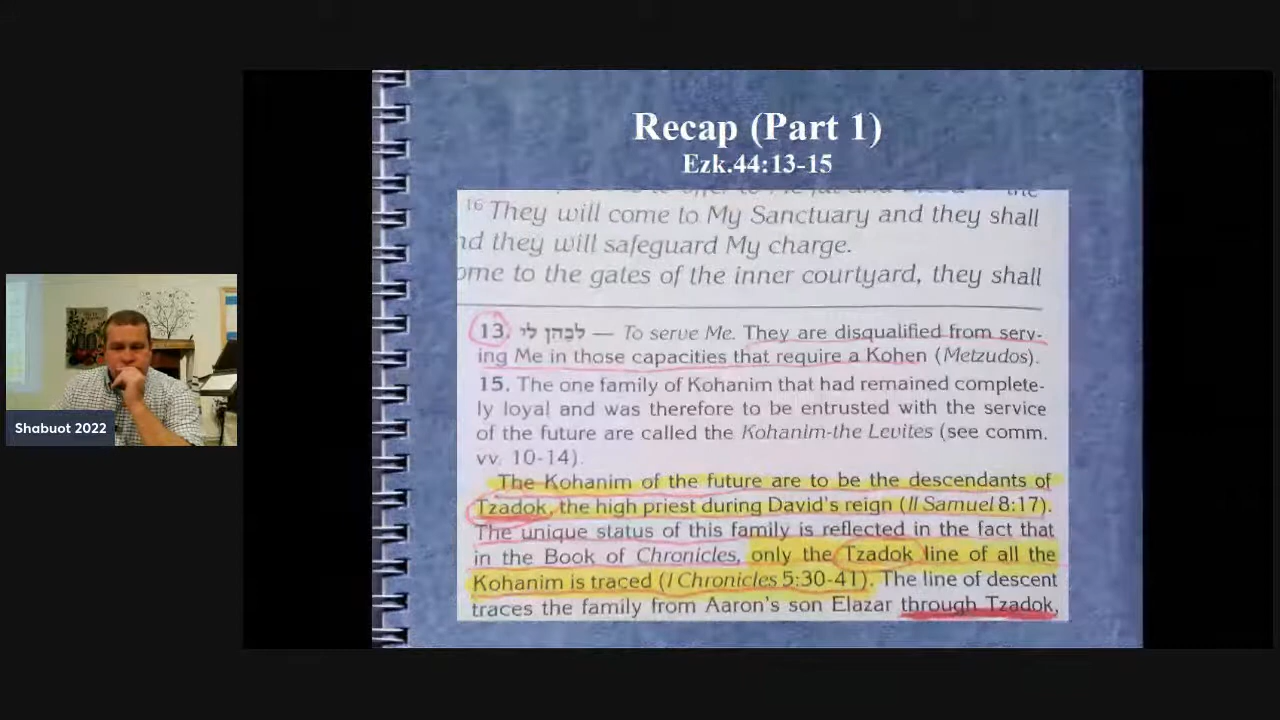 Recap (Part 1)
Ezk.44:13-15
16 They will come to My Sanctuary and they shall
nd they will safeguard My charge.
ome to the gates of the inner courtyard, they shall
13. לְכַהֵן לִי — To serve Me. They are disqualified from serv-
ing Me in those capacities that require a Kohen (Metzudos).
15. The one family of Kohanim that had remained complete-
ly loyal and was therefore to be entrusted with the service
of the future are called the Kohanim-the Levites (see comm.
vv. 10-14).
The Kohanim of the future are to be the descendants of
Tzadok, the high priest during David's reign (II Samuel 8:17).
The unique status of this family is reflected in the fact that
in the Book of Chronicles, only the Tzadok line of all the
Kohanim is traced (I Chronicles 5:30-41). The line of descent
traces the family from Aaron's son Elazar through Tzadok,
Shabuot 2022